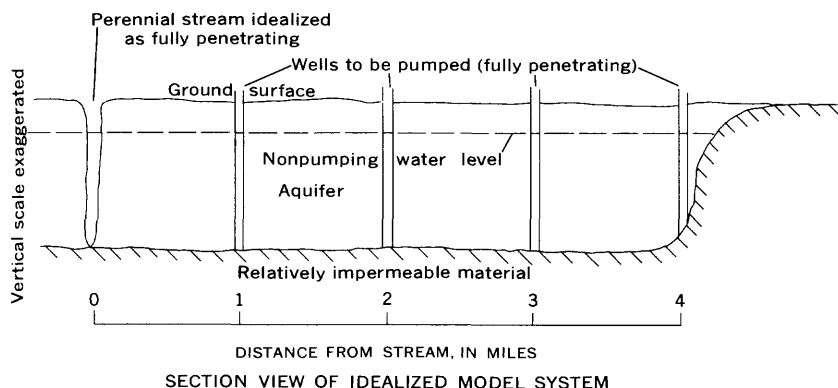 Perennial stream idealized
as fully penetrating
Wells to be pumped (fully penetrating)
Ground surface
Vertical scale exaggerated
Nonpumping water level
Aquifer
Relatively impermeable material
0 1 2 3 4
DISTANCE FROM STREAM, IN MILES
SECTION VIEW OF IDEALIZED MODEL SYSTEM